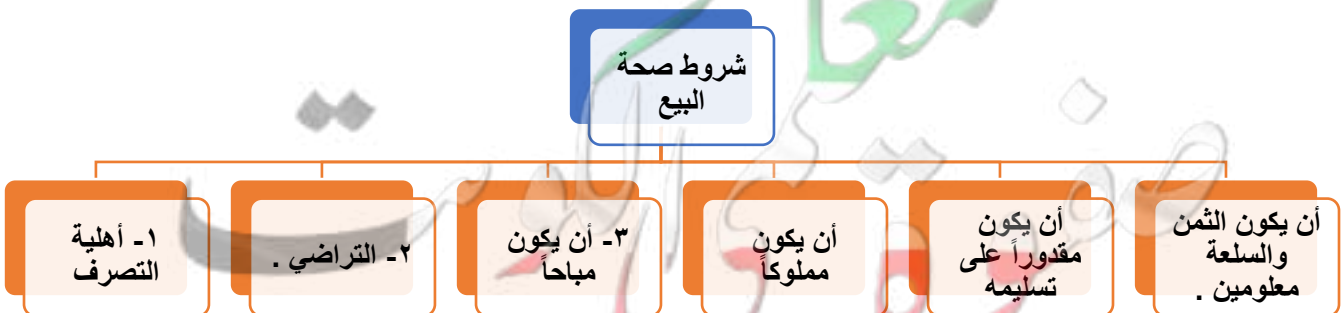 شروط صحة
البيع
١- أهلية
التصرف
٢- التراضي .
٣- أن يكون
مباحاً
أن يكون
مملوكاً
أن يكون
مقدوراً على
تسليمه
أن يكون الثمن
والسلعة
معلومين .